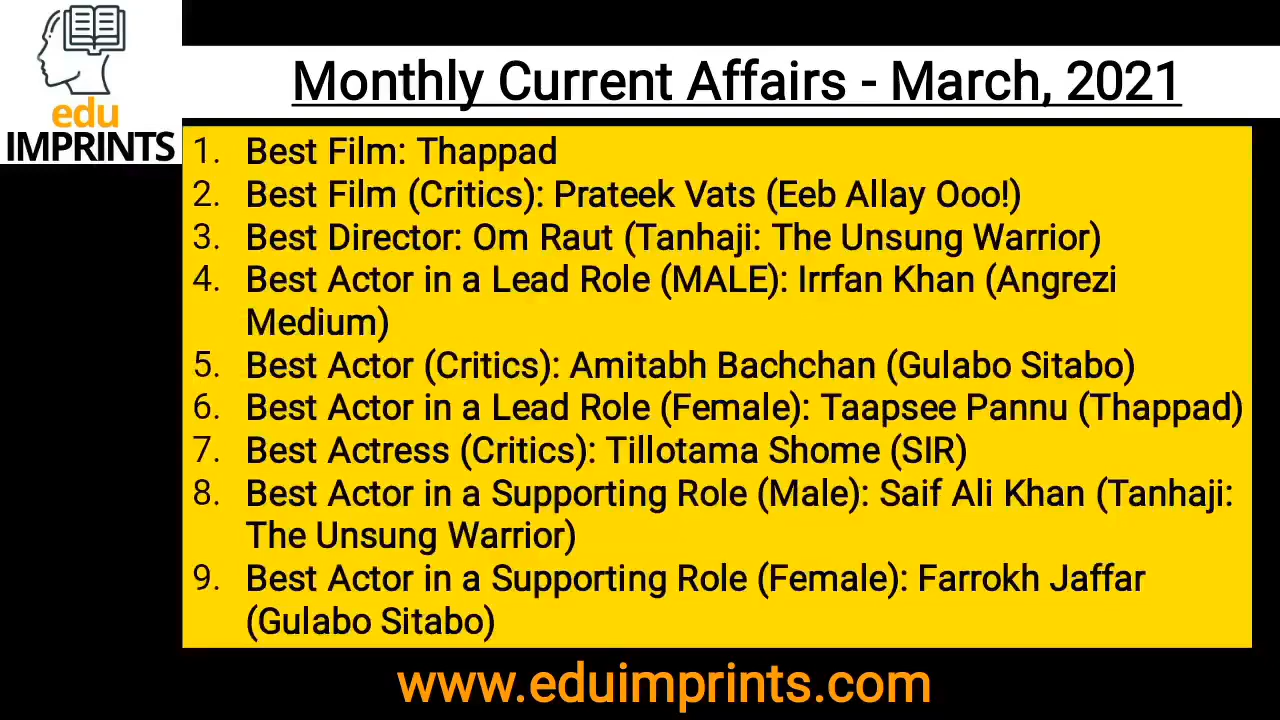 edu
IMPRINTS
Monthly Current Affairs - March, 2021
1. Best Film: Thappad
2. Best Film (Critics): Prateek Vats (Eeb Allay Ooo!)
3. Best Director: Om Raut (Tanhaji: The Unsung Warrior)
4. Best Actor in a Lead Role (MALE): Irrfan Khan (Angrezi
Medium)
5. Best Actor (Critics): Amitabh Bachchan (Gulabo Sitabo)
6. Best Actor in a Lead Role (Female): Taapsee Pannu (Thappad)
7. Best Actress (Critics): Tillotama Shome (SIR)
8. Best Actor in a Supporting Role (Male): Saif Ali Khan (Tanhaji:
The Unsung Warrior)
9. Best Actor in a Supporting Role (Female): Farrokh Jaffar
(Gulabo Sitabo)
www.eduimprints.com